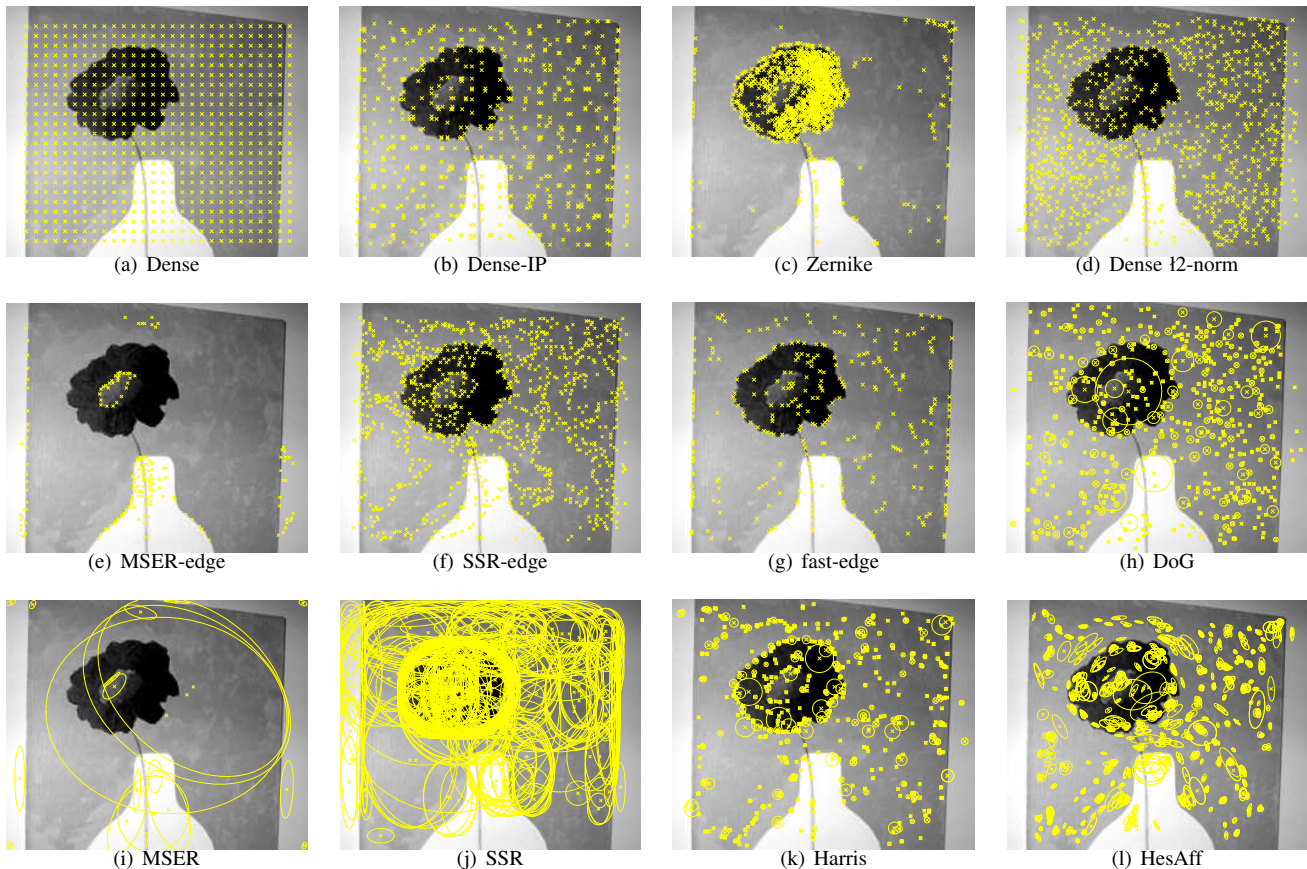 (a) Dense
(b) Dense-IP
(c) Zernike
(d) Dense ł2-norm
(e) MSER-edge
(f) SSR-edge
(g) fast-edge
(h) DoG
(i) MSER
(j) SSR
(k) Harris
(l) HesAff